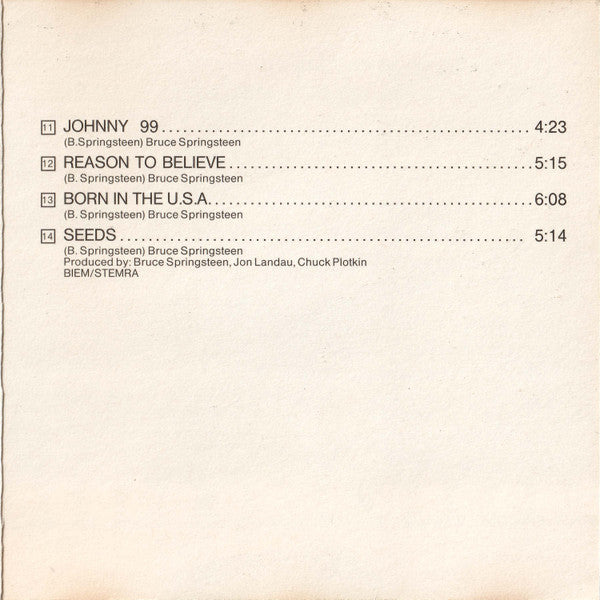 11 JOHNNY 99 4:23
(B.Springsteen) Bruce Springsteen
12 REASON TO BELIEVE 5:15
(B. Springsteen) Bruce Springsteen
13 BORN IN THE U.S.A. 6:08
(B. Springsteen) Bruce Springsteen
14 SEEDS 5:14
(B. Springsteen) Bruce Springsteen
Produced by: Bruce Springsteen, Jon Landau, Chuck Plotkin
BIEM/STEMRA